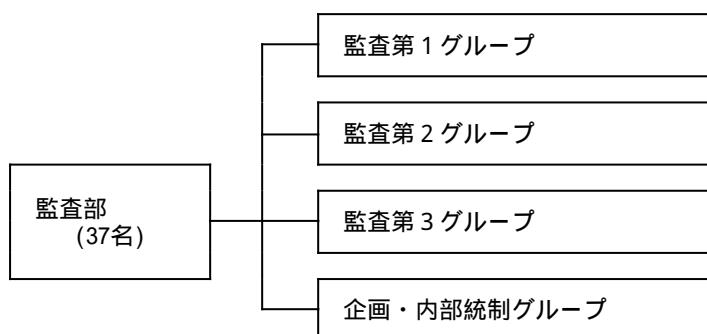 監査部
(37名)
監査第１グループ
監査第２グループ
監査第３グループ
企画・内部統制グループ